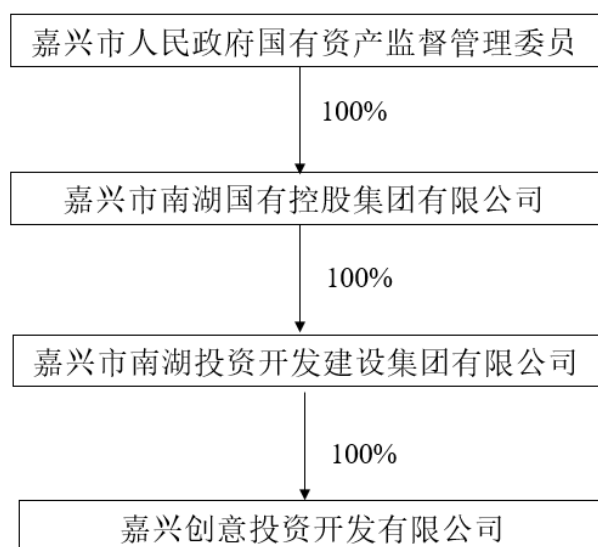 嘉兴市人民政府国有资产监督管理委员
100%
嘉兴市南湖国有控股集团有限公司
100%
嘉兴市南湖投资开发建设集团有限公司
100%
嘉兴创意投资开发有限公司